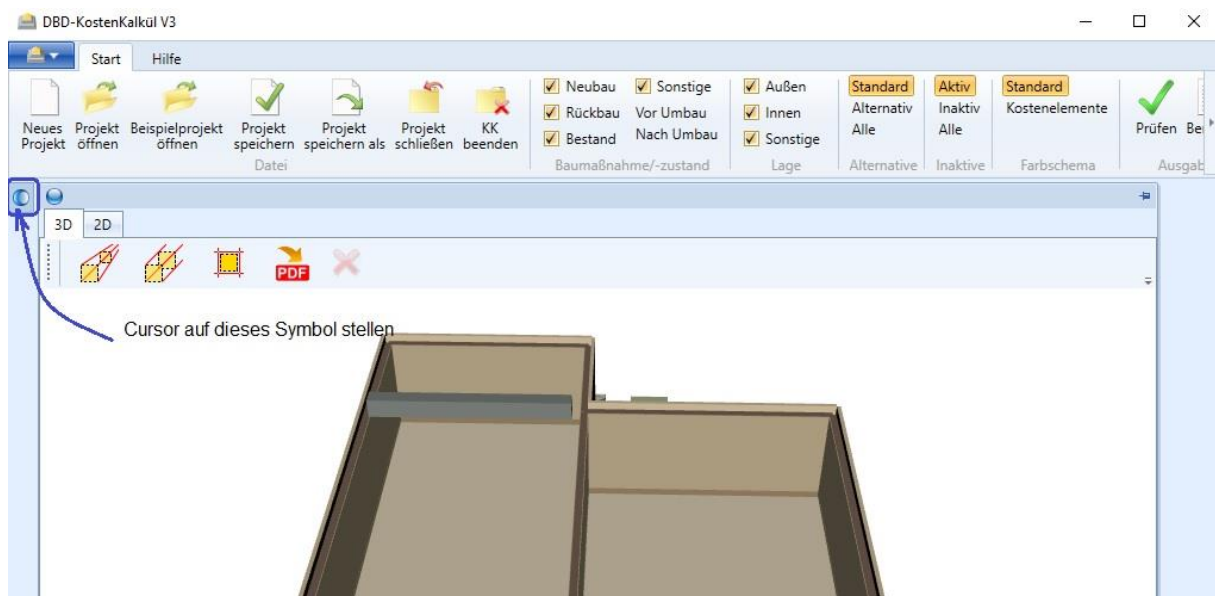 DBD-KostenKalkül V3
Start Hilfe
Neues Projekt
Projekt öffnen
Beispielprojekt öffnen
Projekt speichern
Projekt speichern als
Projekt schließen
KK beenden
Datei
Neubau Sonstige
Rückbau Vor Umbau
Bestand Nach Umbau
Baumaßnahme/-zustand
Außen
Innen
Sonstige
Lage
Standard
Alternativ
Alle
Alternative
Aktiv
Inaktiv
Alle
Inaktive
Standard
Kostenelemente
Farbschema
Prüfen Be
Ausgab
3D 2D
PDF
Cursor auf dieses Symbol stellen